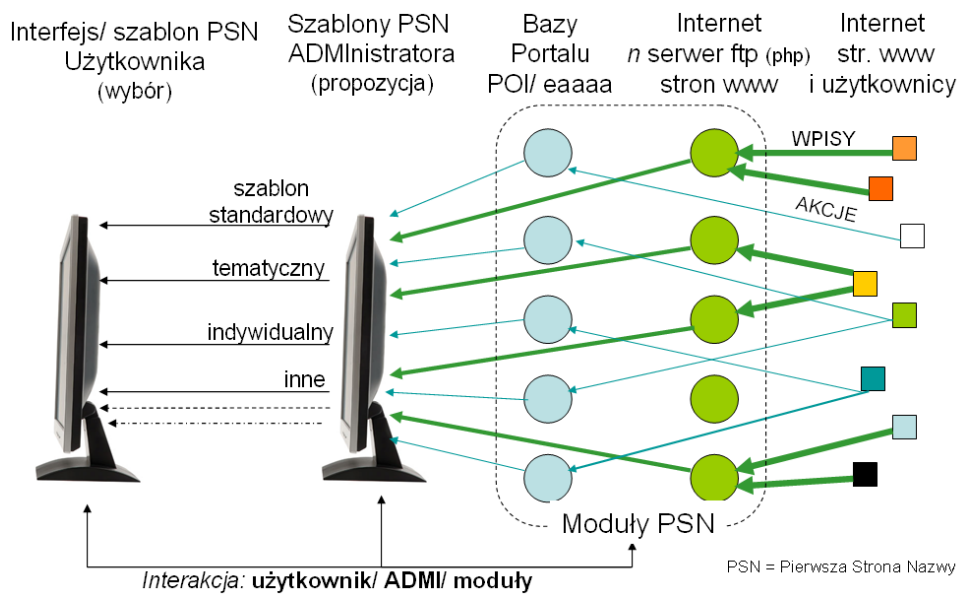 Interfejs/ szablon PSN
Użytkownika
(wybór)
Szablony PSN
ADMInistratora
(propozycja)
Bazy
Portalu
POI/ eaaaa
Internet
n serwer ftp (php)
stron www
Internet
str. www
i użytkownicy
WPISY
AKCJE
szablon
standardowy
tematyczny
indywidualny
inne
Moduły PSN
Interakcja: użytkownik/ ADMI/ moduły
PSN = Pierwsza Strona Nazwy